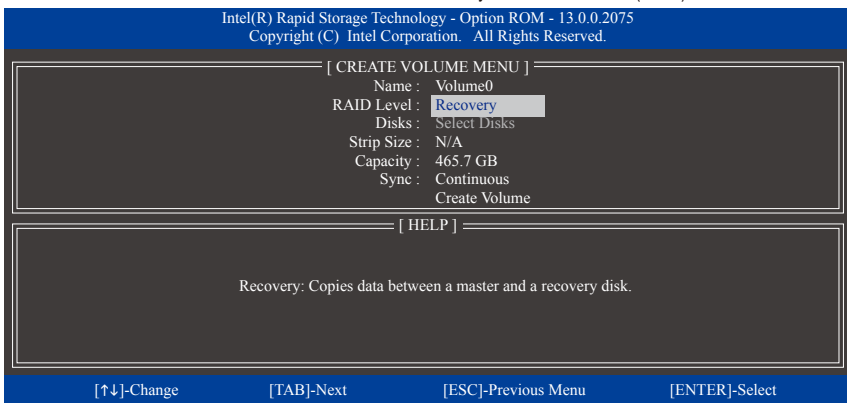 Intel(R) Rapid Storage Technology - Option ROM - 13.0.0.2075
Copyright (C) Intel Corporation. All Rights Reserved.
[ CREATE VOLUME MENU ]
Name : Volume0
RAID Level : Recovery
Disks : Select Disks
Strip Size : N/A
Capacity : 465.7 GB
Sync : Continuous
Create Volume
[ HELP ]
Recovery: Copies data between a master and a recovery disk.
[↑↓]-Change [TAB]-Next [ESC]-Previous Menu [ENTER]-Select